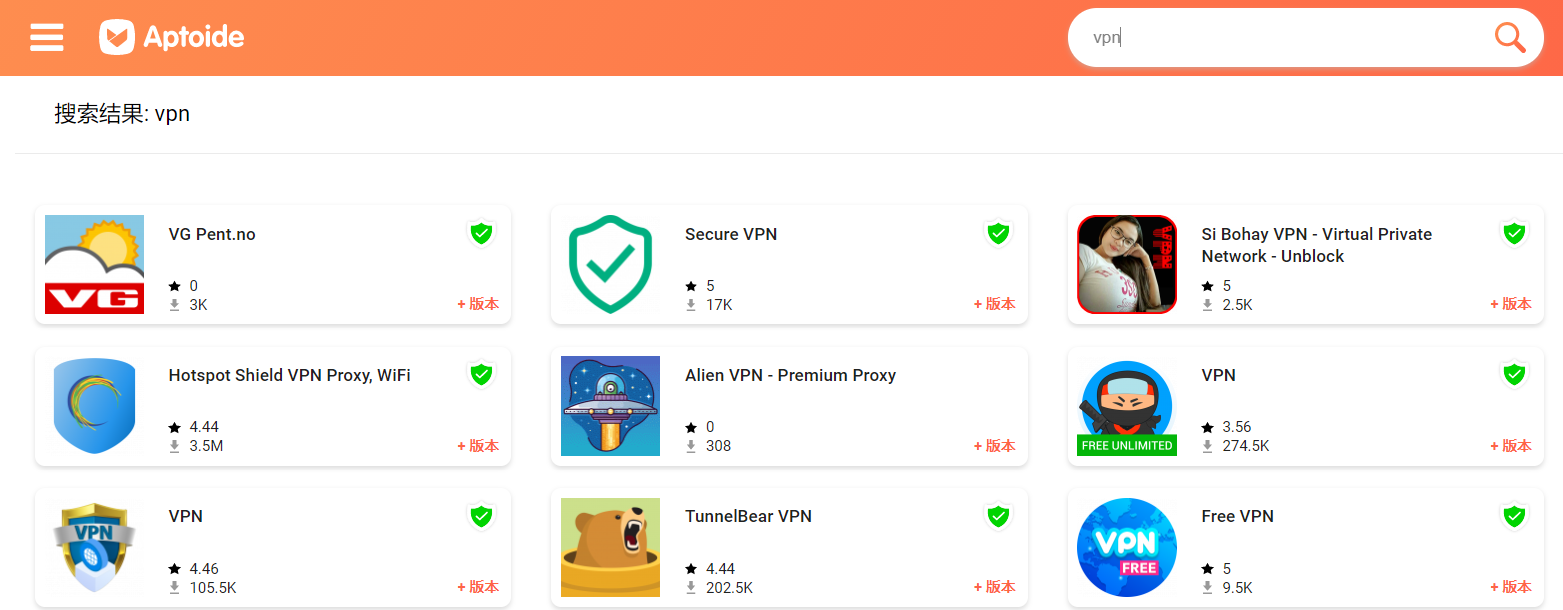 Aptoide
vpn
搜索结果: vpn
VG Pent.no
VG
0
3K
+ 版本
Secure VPN
5
17K
+ 版本
Si Bohay VPN - Virtual Private
Network - Unblock
VPN
5
2.5K
+ 版本
Hotspot Shield VPN Proxy, WiFi
4.44
3.5M
+ 版本
Alien VPN - Premium Proxy
0
308
+ 版本
VPN
FREE UNLIMITED
3.56
274.5K
+ 版本
VPN
VPN
4.46
105.5K
+ 版本
TunnelBear VPN
4.44
202.5K
+ 版本
Free VPN
VPN
FREE
5
9.5K
+ 版本